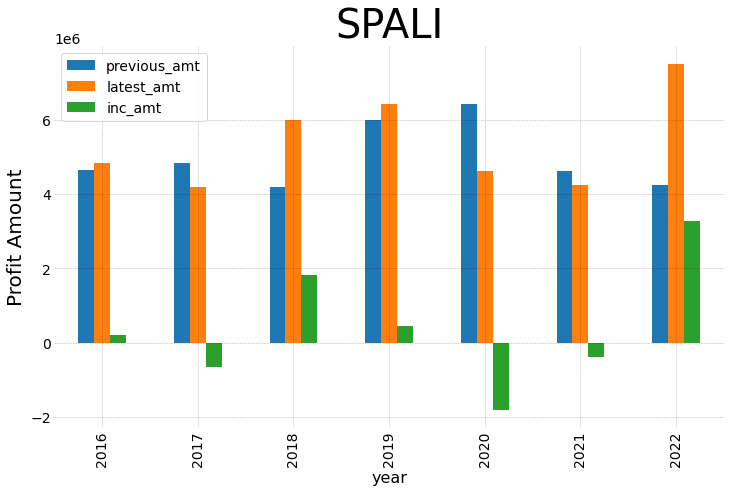 SPALI
1e6
previous_amt
latest_amt
inc_amt
Profit Amount
6
4
2
0
−2
2016
2017
2018
2019
2020
2021
2022
year